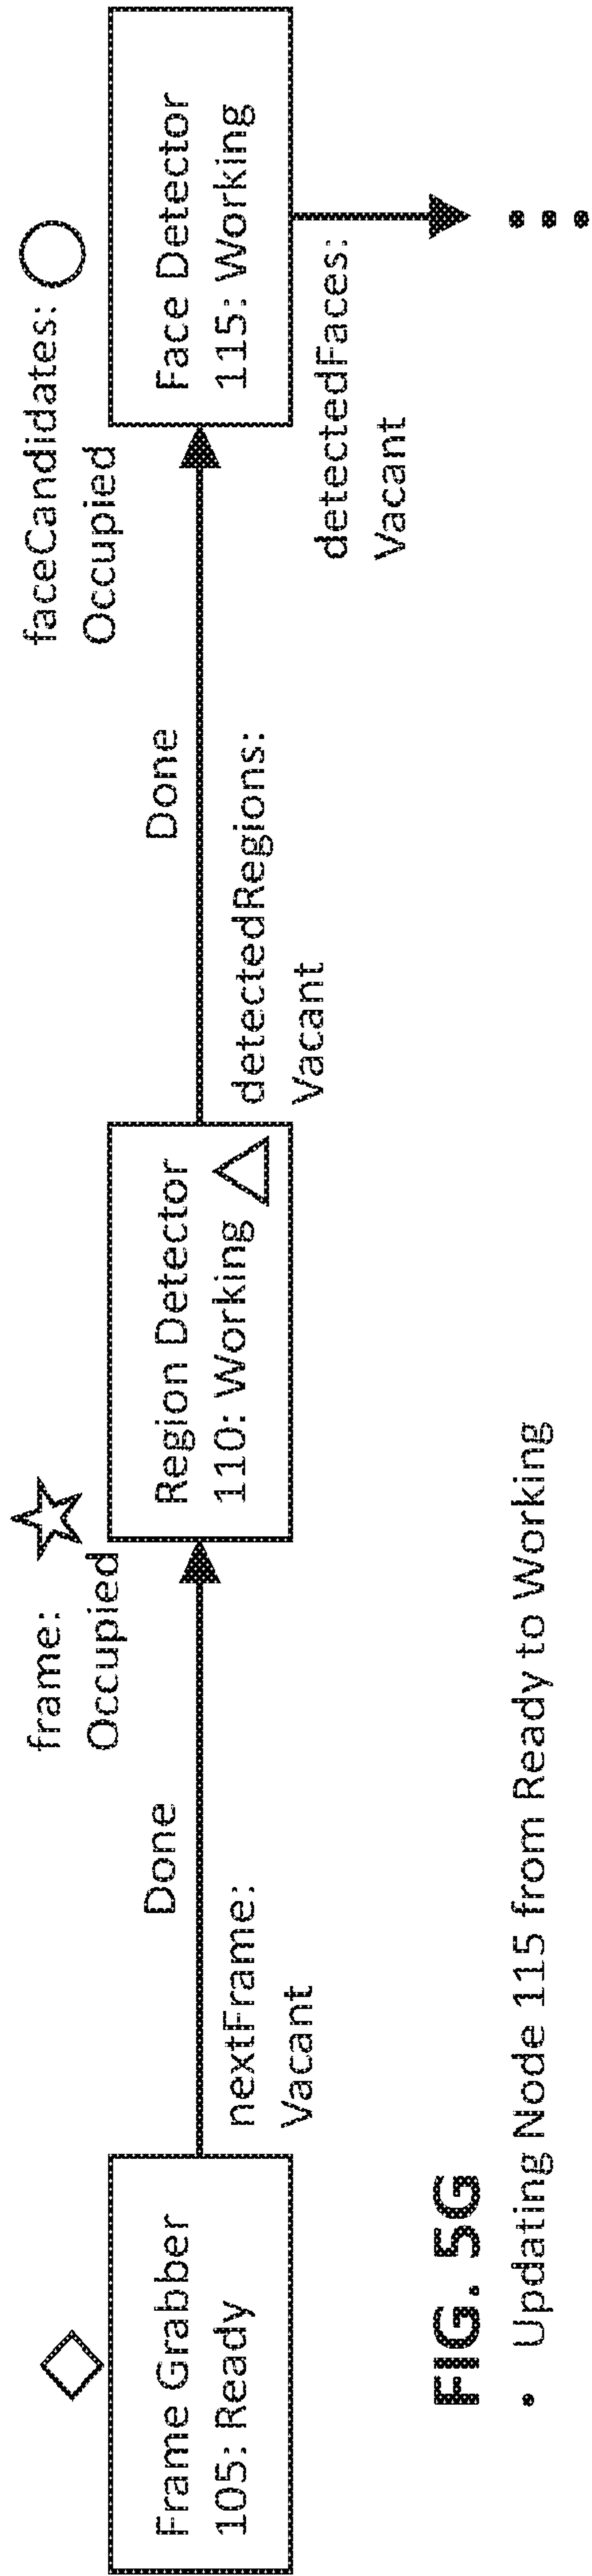 Frame Grabber
105: Ready
nextFrame:
Vacant
Done
frame:
Occupied
Region Detector
110: Working
detectedRegions:
Vacant
Done
faceCandidates:
Occupied
Face Detector
115: Working
detectedFaces:
Vacant
FIG. 5G
• Updating Node 115 from Ready to Working